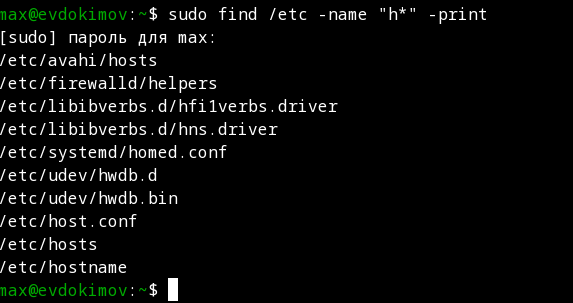 max@evdokimov:~$ sudo find /etc -name "h*" -print
[sudo] пароль для max:
/etc/avahi/hosts
/etc/firewalld/helpers
/etc/libibverbs.d/hfi1verbs.driver
/etc/libibverbs.d/hns.driver
/etc/systemd/homed.conf
/etc/udev/hwdb.d
/etc/udev/hwdb.bin
/etc/host.conf
/etc/hosts
/etc/hostname
max@evdokimov:~$